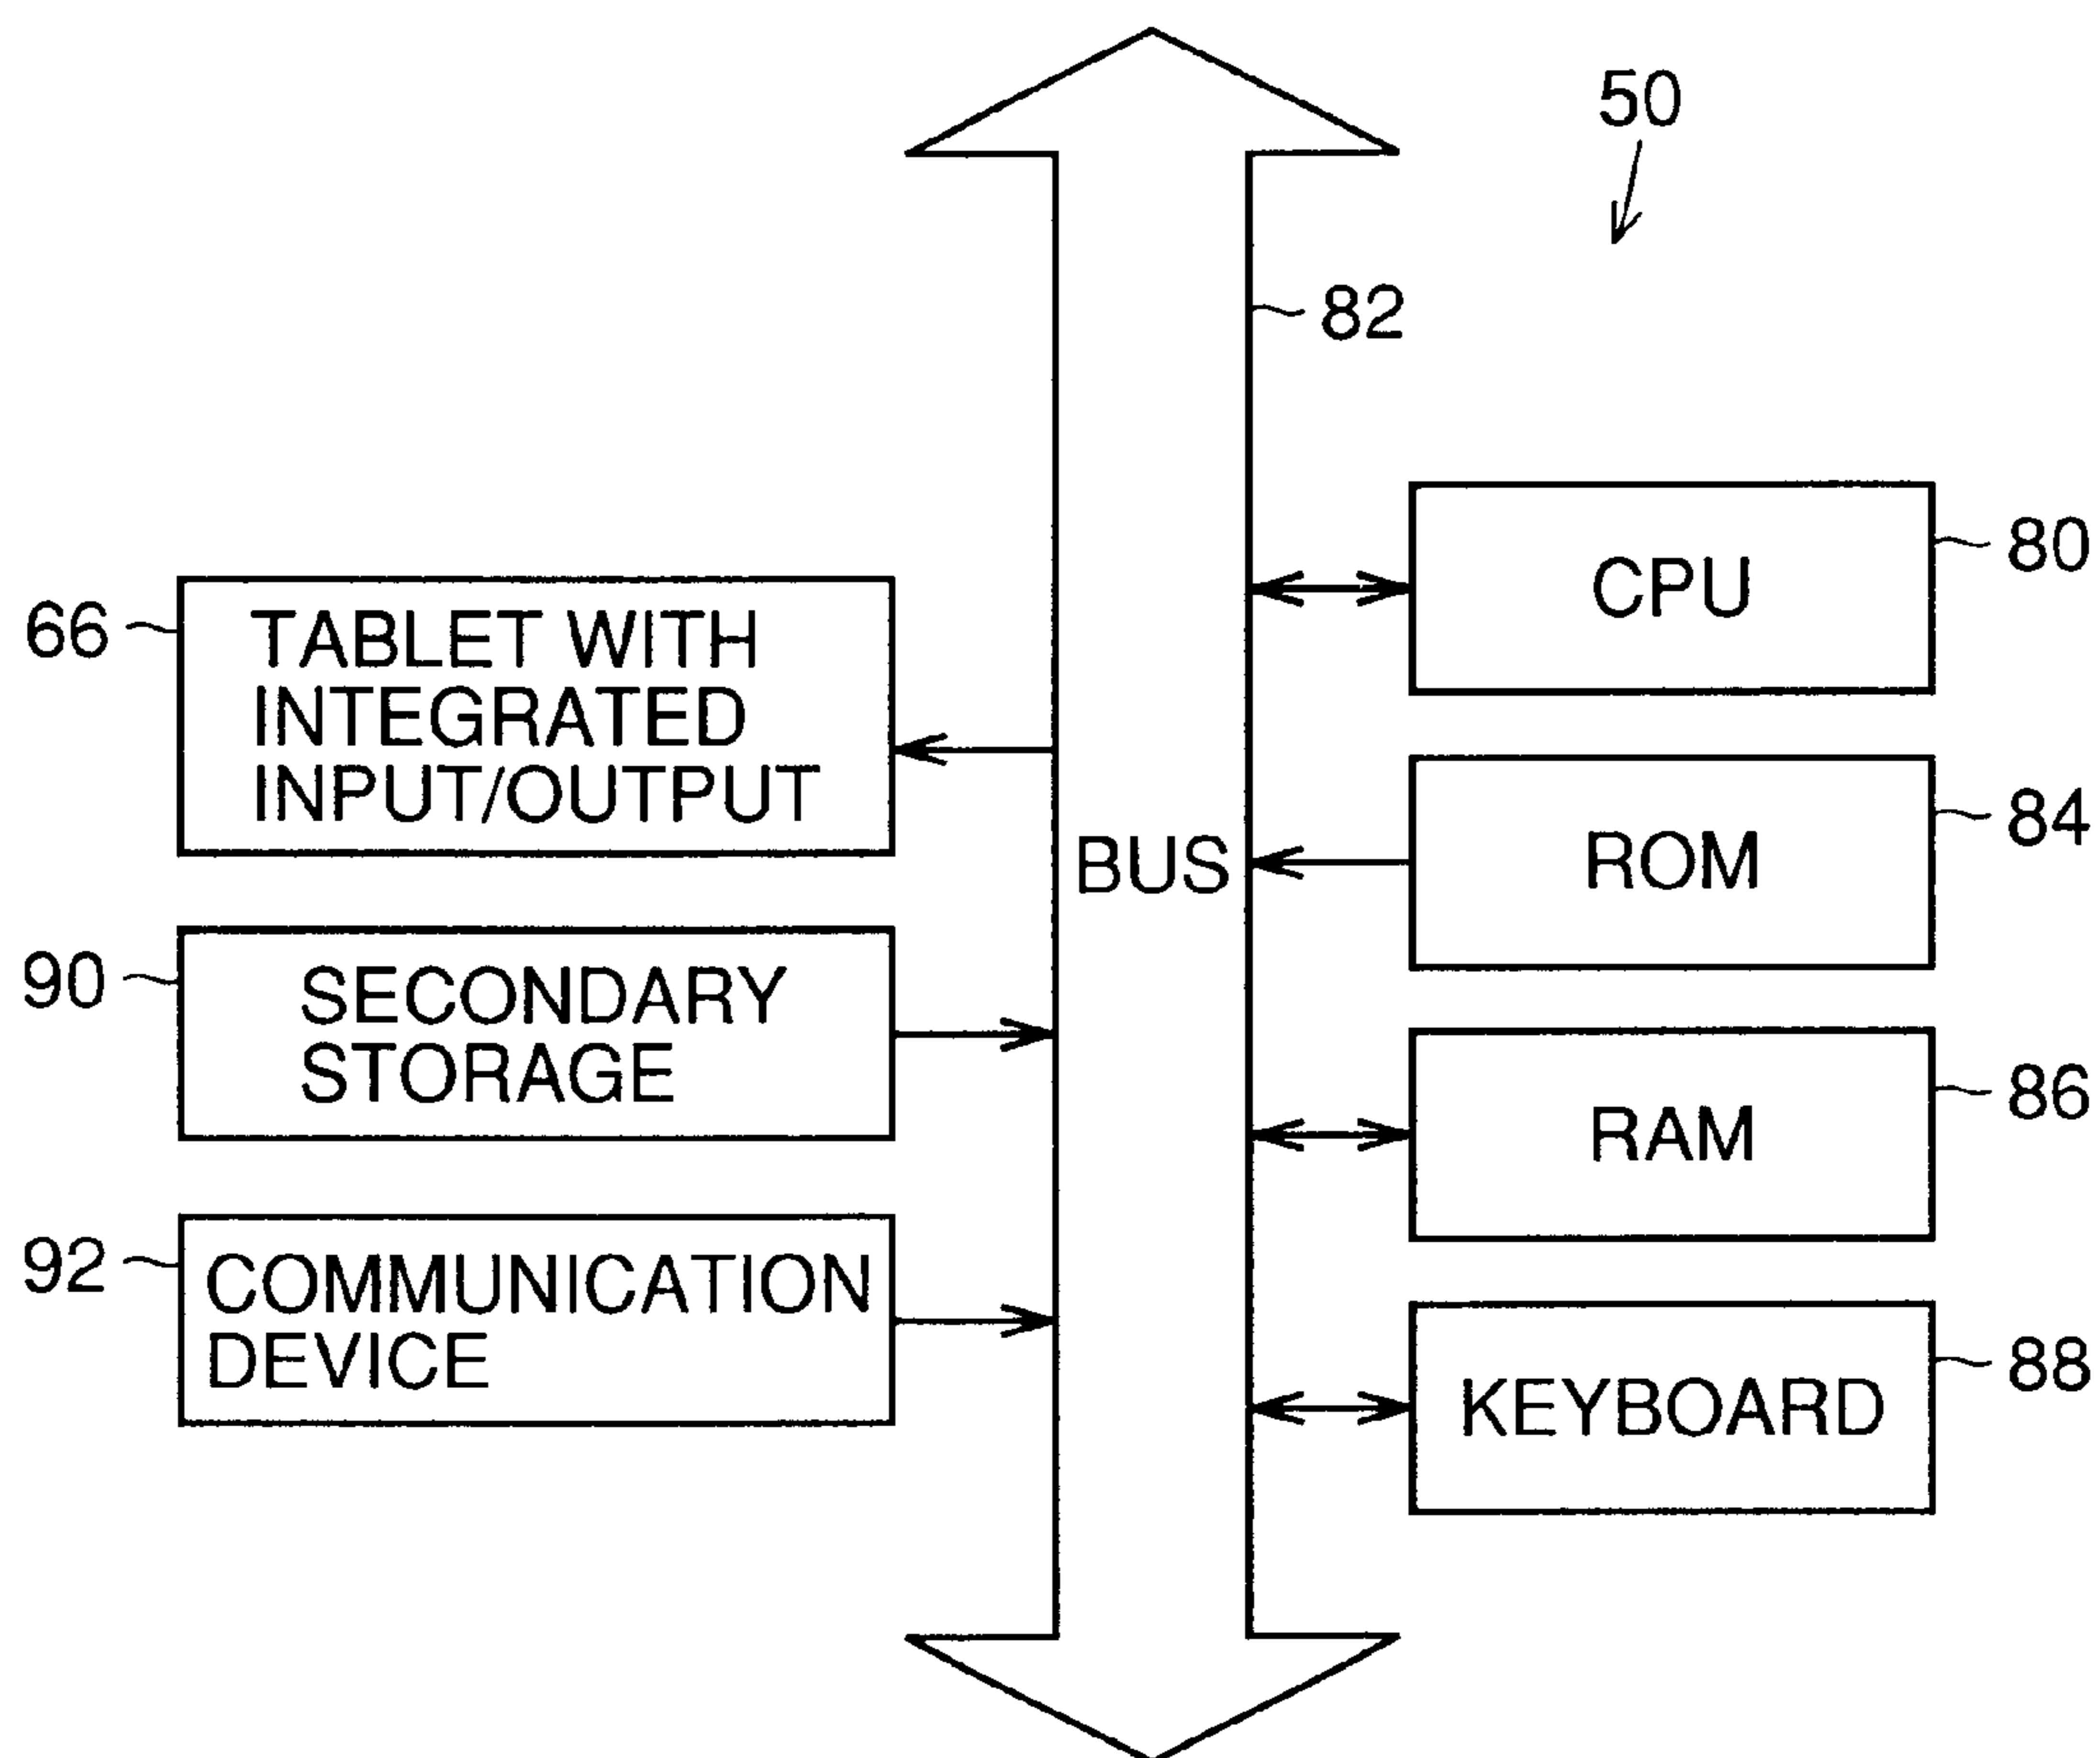 50
82
CPU
80
66
TABLET WITH
INTEGRATED
INPUT/OUTPUT
BUS
ROM
84
90
SECONDARY
STORAGE
RAM
86
92
COMMUNICATION
DEVICE
KEYBOARD
88